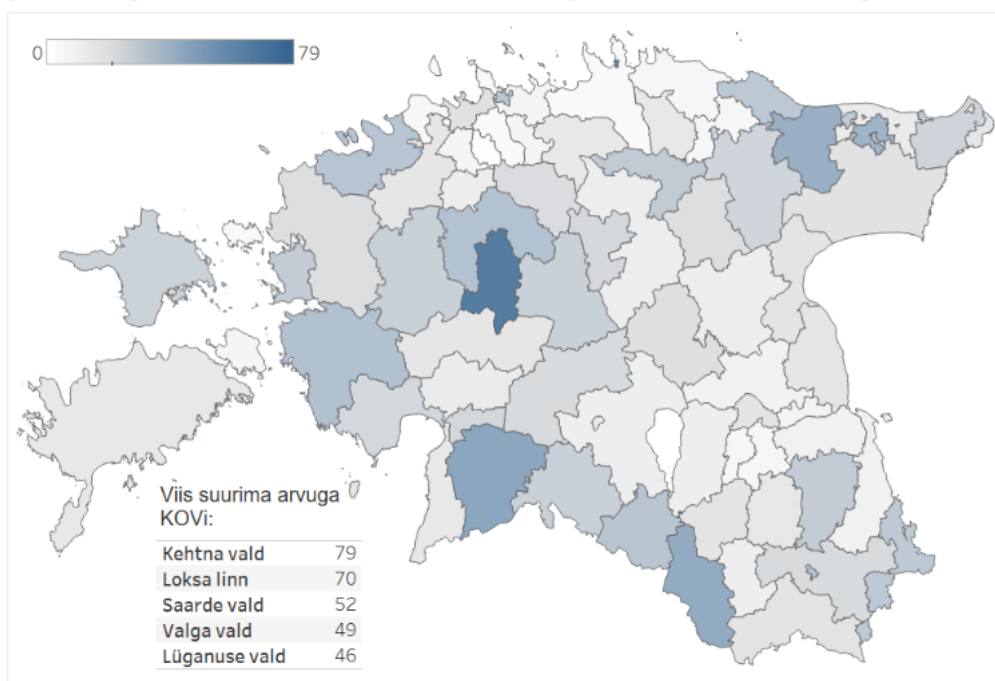 0 79
Viis suurima arvuga
KOVi:
Kehtna vald 79
Loksa linn 70
Saarde vald 52
Valga vald 49
Lüganuse vald 46